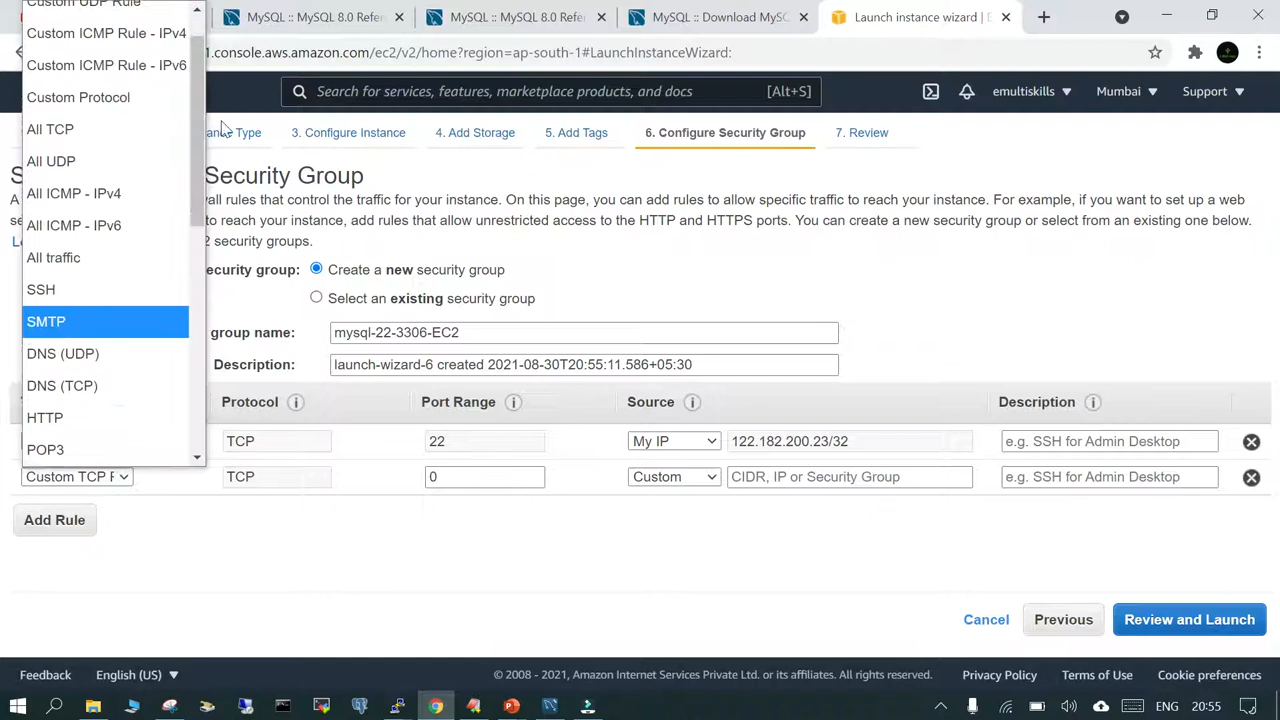 MySQL :: MySQL 8.0 Refer
MySQL :: MySQL 8.0 Refer
MySQL :: Download MySQ
Launch instance wizard | E
1.console.aws.amazon.com/ec2/v2/home?region=ap-south-1#LaunchInstanceWizard:
Search for services, features, marketplace products, and docs
[Alt+S]
emultiskills
Mumbai
Support
3. Configure Instance
4. Add Storage
5. Add Tags
6. Configure Security Group
7. Review
Custom UDP Rule
Custom ICMP Rule - IPv4
Custom ICMP Rule - IPv6
Custom Protocol
All TCP
All UDP
All ICMP - IPv4
All ICMP - IPv6
All traffic
SSH
SMTP
DNS (UDP)
DNS (TCP)
HTTP
POP3
Security Group
wall rules that control the traffic for your instance. On this page, you can add rules to allow specific traffic to reach your instance. For example, if you want to set up a web
to reach your instance, add rules that allow unrestricted access to the HTTP and HTTPS ports. You can create a new security group or select from an existing one below.
2 security groups.
security group:
Create a new security group
Select an existing security group
group name:
mysql-22-3306-EC2
Description:
launch-wizard-6 created 2021-08-30T20:55:11.586+05:30
Protocol
Port Range
Source
Description
TCP
22
My IP
122.182.200.23/32
e.g. SSH for Admin Desktop
Custom TCP F
TCP
0
Custom
CIDR, IP or Security Group
e.g. SSH for Admin Desktop
Add Rule
Cancel
Previous
Review and Launch
Feedback
English (US)
© 2008 - 2021, Amazon Internet Services Private Ltd. or its affiliates. All rights reserved.
Privacy Policy
Terms of Use
Cookie preferences
ENG
20:55